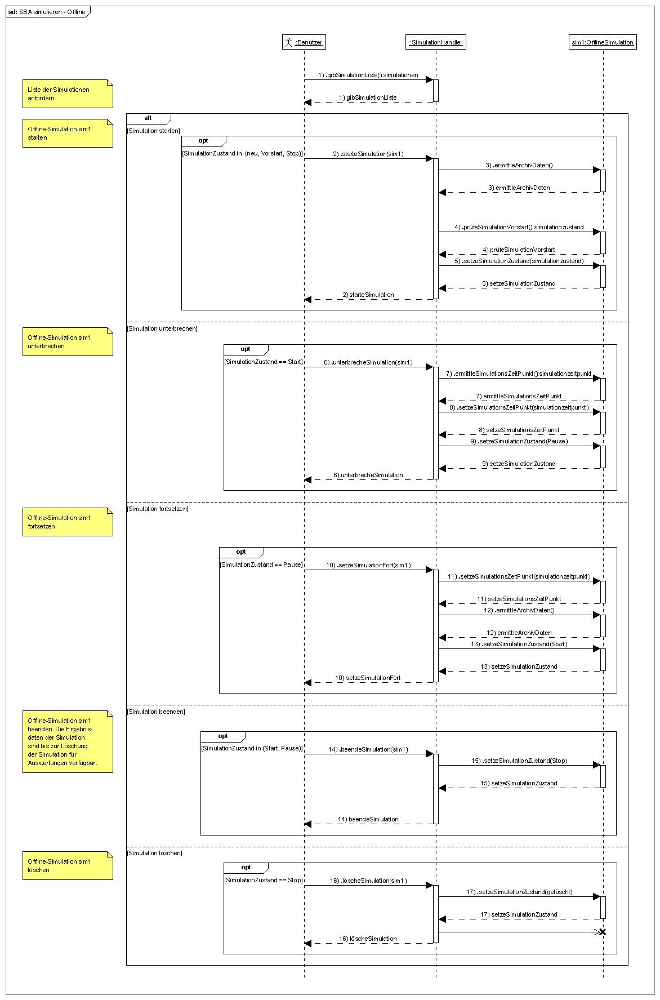 sd: SBA simulieren - Offline
:Benutzer
:SimulationHandler
sim1:OfflineSimulation
1) .gibSimulationListe():simulationen
Liste der Simulationen
anfordern
1) gibSimulationListe
alt
Offline-Simulation sim1
starten
[Simulation starten]
opt
[SimulationZustand in  (neu, Vorstart, Stop)]
2) .starteSimulation(sim1)
3) .ermittleArchivDaten()
3) ermittleArchivDaten
4) .prüfeSimulationVorstart():simulationzustand
4) prüfeSimulationVorstart
5) .setzeSimulationZustand(simulationzustand)
5) setzeSimulationZustand
2) starteSimulation
[Simulation unterbrechen]
Offline-Simulation sim1
unterbrechen
opt
[SimulationZustand == Start]
6) .unterbrecheSimulation(sim1)
7) .ermittleSimulationsZeitPunkt():simulationzeitpunkt
7) ermittleSimulationsZeitPunkt
8) .setzeSimulationsZeitPunkt(simulationzeitpunkt)
8) setzeSimulationsZeitPunkt
9) .setzeSimulationZustand(Pause)
9) setzeSimulationZustand
6) unterbrecheSimulation
[Simulation fortsetzen]
Offline-Simulation sim1
fortsetzen
opt
[SimulationZustand == Pause]
10) .setzeSimulationFort(sim1)
11) .setzeSimulationsZeitPunkt(simulationzeitpunkt)
11) setzeSimulationsZeitPunkt
12) .ermittleArchivDaten()
12) ermittleArchivDaten
13) .setzeSimulationZustand(Start)
13) setzeSimulationZustand
10) setzeSimulationFort
[Simulation beenden]
Offline-Simulation sim1
beenden. Die Ergebnis-
daten der Simulation
sind bis zur Löschung
der Simulation für
Auswertungen verfügbar.
opt
[SimulationZustand in (Start, Pause)]
14) .beendeSimulation(sim1)
15) .setzeSimulationZustand(Stop)
15) setzeSimulationZustand
14) beendeSimulation
[Simulation löschen]
Offline-Simulation sim1
löschen
opt
[SimulationZustand == Stop]
16) .löscheSimulation(sim1)
17) .setzeSimulationZustand(gelöscht)
17) setzeSimulationZustand
16) löscheSimulation